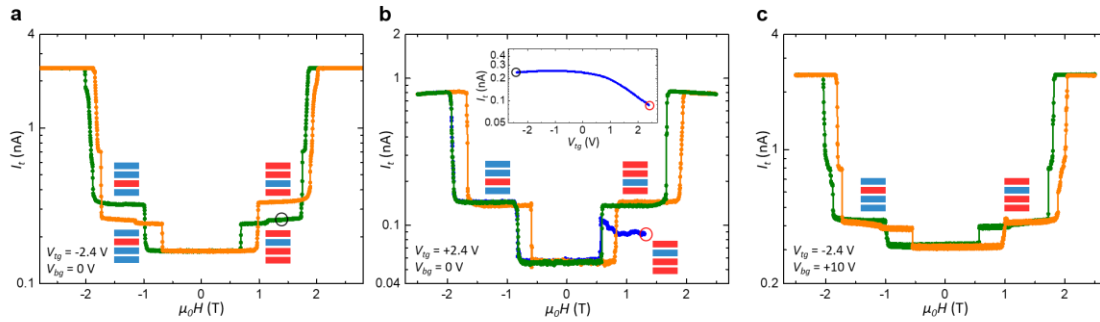 a
4
1
0.1
I_t (nA)
V_tg = -2.4 V
V_bg = 0 V
-2 -1 0 1 2
μ₀H (T)
b
2
1
0.1
0.04
I_t (nA)
0.4
0.3
0.2
0.1
0.05
I_t (nA)
-2 -1 0 1 2
V_tg (V)
V_tg = +2.4 V
V_bg = 0 V
-2 -1 0 1 2
μ₀H (T)
c
4
1
0.2
I_t (nA)
V_tg = -2.4 V
V_bg = +10 V
-2 -1 0 1 2
μ₀H (T)